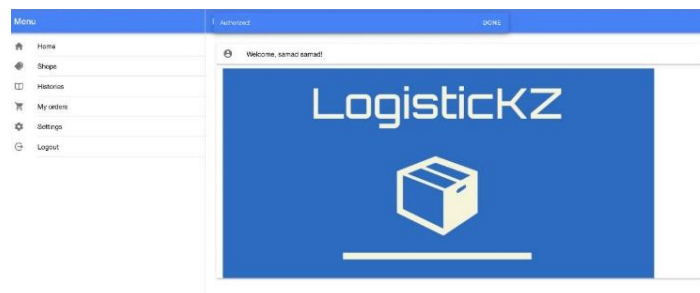 Menu
Authorized!
DONE
Home
Shops
Histories
My orders
Settings
Logout
Welcome, samad samad!
LogisticKZ